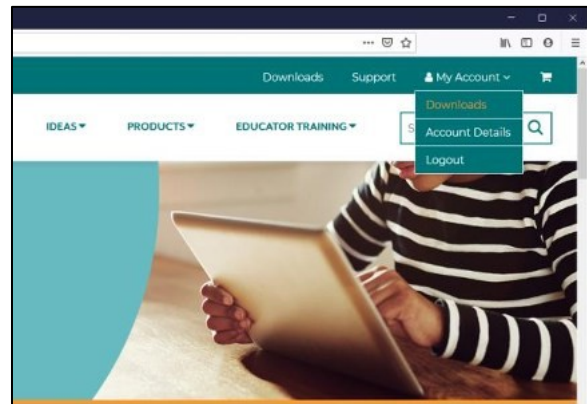 Downloads Support My Account
Downloads
IDEAS PRODUCTS EDUCATOR TRAINING
Account Details
Logout